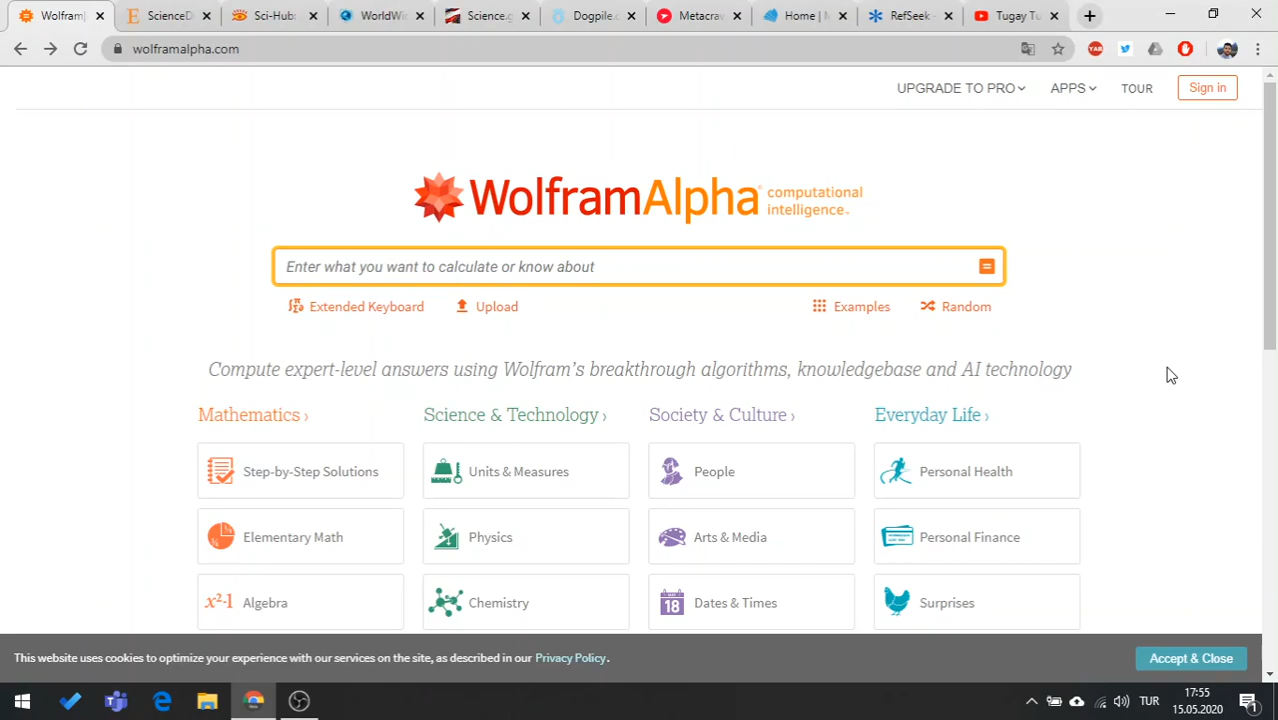 Wolfram|
ScienceD
Sci-Hub:
WorldWid
Science.g
Dogpile.c
Metacraw
Home | M
RefSeek -
Tugay Tu
wolframalpha.com
UPGRADE TO PRO
APPS
TOUR
Sign in
WolframAlpha computational intelligence™
Enter what you want to calculate or know about
Extended Keyboard
Upload
Examples
Random
Compute expert-level answers using Wolfram's breakthrough algorithms, knowledgebase and AI technology
Mathematics ›
Science & Technology ›
Society & Culture ›
Everyday Life ›
Step-by-Step Solutions
Units & Measures
People
Personal Health
Elementary Math
Physics
Arts & Media
Personal Finance
x²-1 Algebra
Chemistry
18 Dates & Times
Surprises
This website uses cookies to optimize your experience with our services on the site, as described in our Privacy Policy.
Accept & Close
TUR
17:55
15.05.2020
1